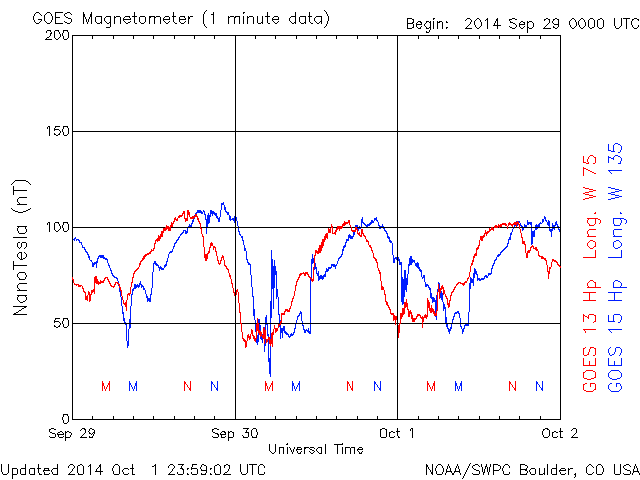 GOES Magnetometer (1 minute data)
Begin: 2014 Sep 29 0000 UTC
200
150
100
50
0
NanoTesla (nT)
M M N N M M N N M M N N
Sep 29 Sep 30 Oct 1 Oct 2
Universal Time
GOES 13 Hp Long. W 75
GOES 15 Hp Long. W 135
Updated 2014 Oct 1 23:59:02 UTC
NOAA/SWPC Boulder, CO USA